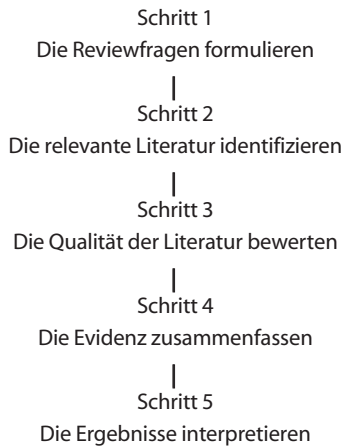 Schritt 1
Die Reviewfragen formulieren
Schritt 2
Die relevante Literatur identifizieren
Schritt 3
Die Qualität der Literatur bewerten
Schritt 4
Die Evidenz zusammenfassen
Schritt 5
Die Ergebnisse interpretieren